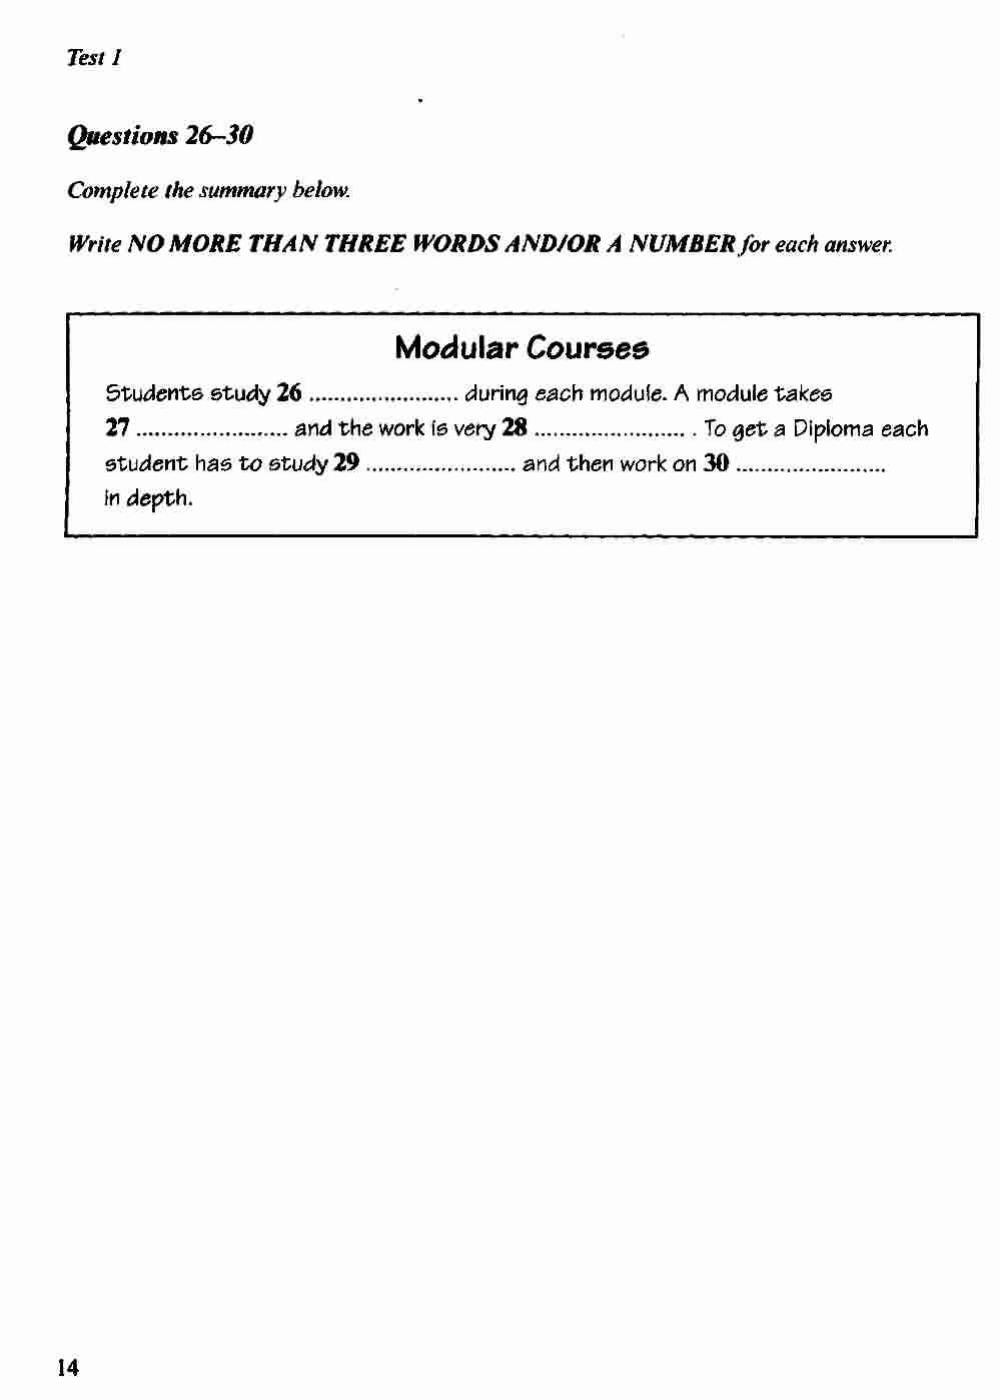 Test 1
Questions 26–30
Complete the summary below.
Write NO MORE THAN THREE WORDS AND/OR A NUMBER for each answer.
Modular Courses
Students study 26 ........................ during each module. A module takes
27 ........................ and the work is very 28 ........................ . To get a Diploma each
student has to study 29 ........................ and then work on 30 ........................
in depth.
14